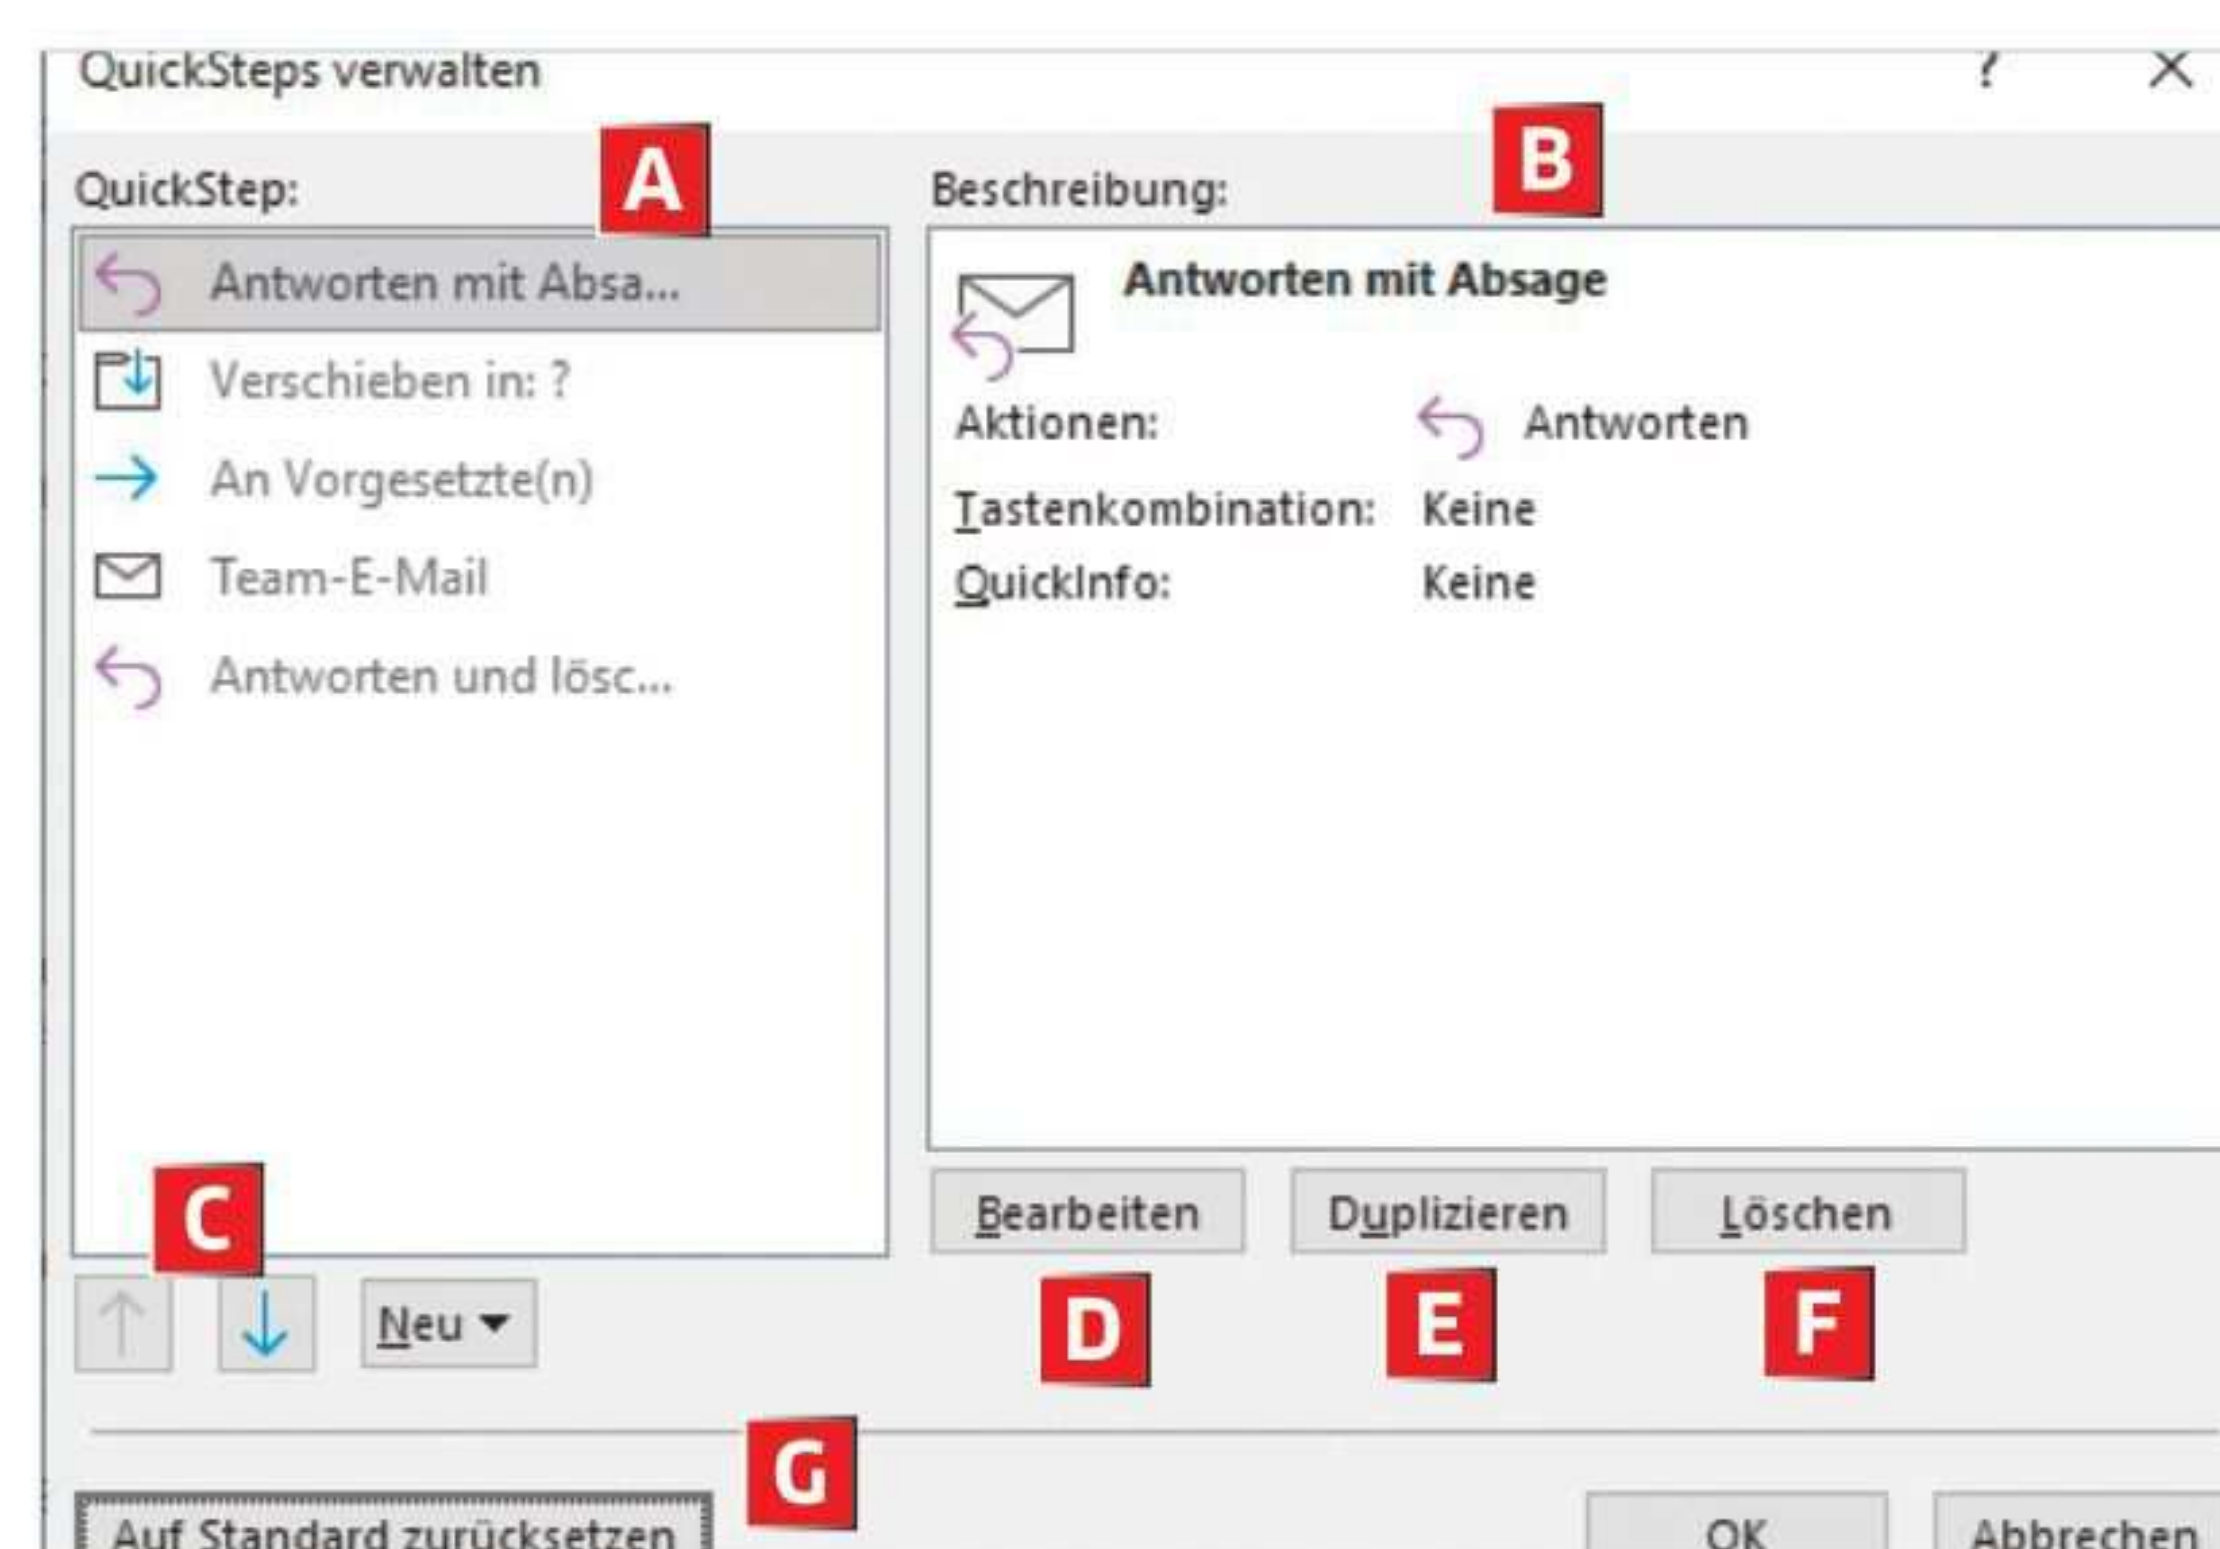 QuickSteps verwalten ? ×
QuickStep: A
Beschreibung: B
Antworten mit Absa...
Verschieben in: ?
An Vorgesetzte(n)
Team-E-Mail
Antworten und lösc...
Antworten mit Absage
Aktionen: Antworten
Tastenkombination: Keine
QuickInfo: Keine
C
Neu
Bearbeiten Duplizieren Löschen
D E F
G
Auf Standard zurücksetzen OK Abbrechen